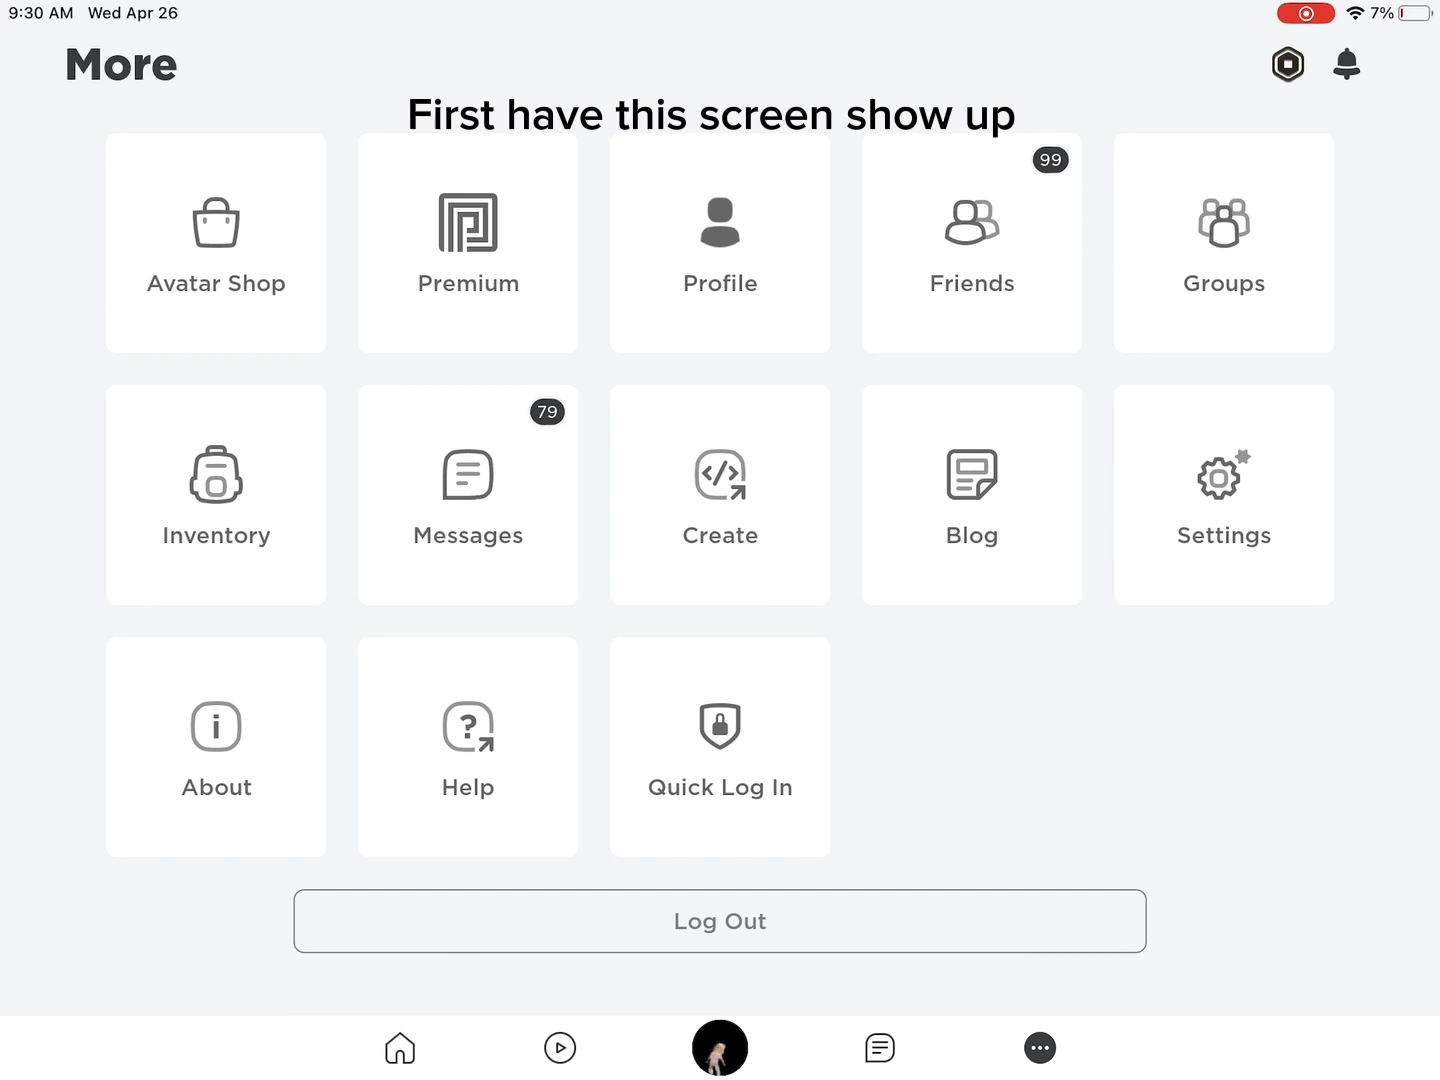 9:30 AM Wed Apr 26
7%
More
First have this screen show up
Avatar Shop
Premium
Profile
99
Friends
Groups
Inventory
79
Messages
Create
Blog
Settings
About
Help
Quick Log In
Log Out